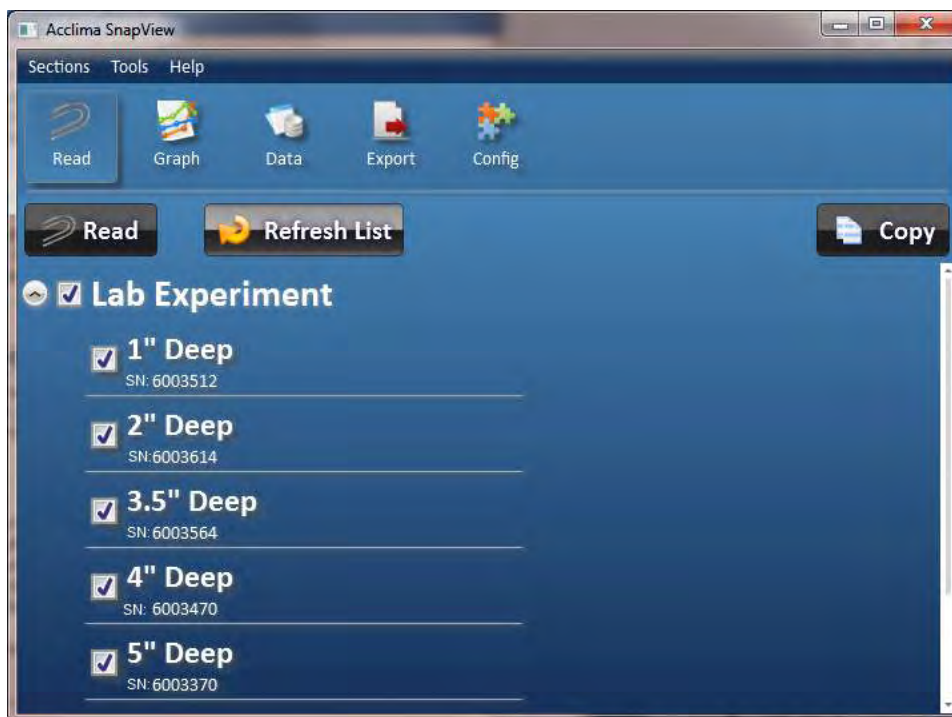 Acclima SnapView
Sections Tools Help
Read Graph Data Export Config
Read Refresh List Copy
Lab Experiment
1" Deep
SN: 6003512
2" Deep
SN:6003614
3.5" Deep
SN: 6003564
4" Deep
SN: 6003470
5" Deep
SN: 6003370